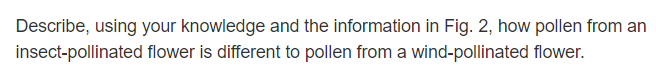 Describe, using your knowledge and the information in Fig. 2, how pollen from an
insect-pollinated flower is different to pollen from a wind-pollinated flower.